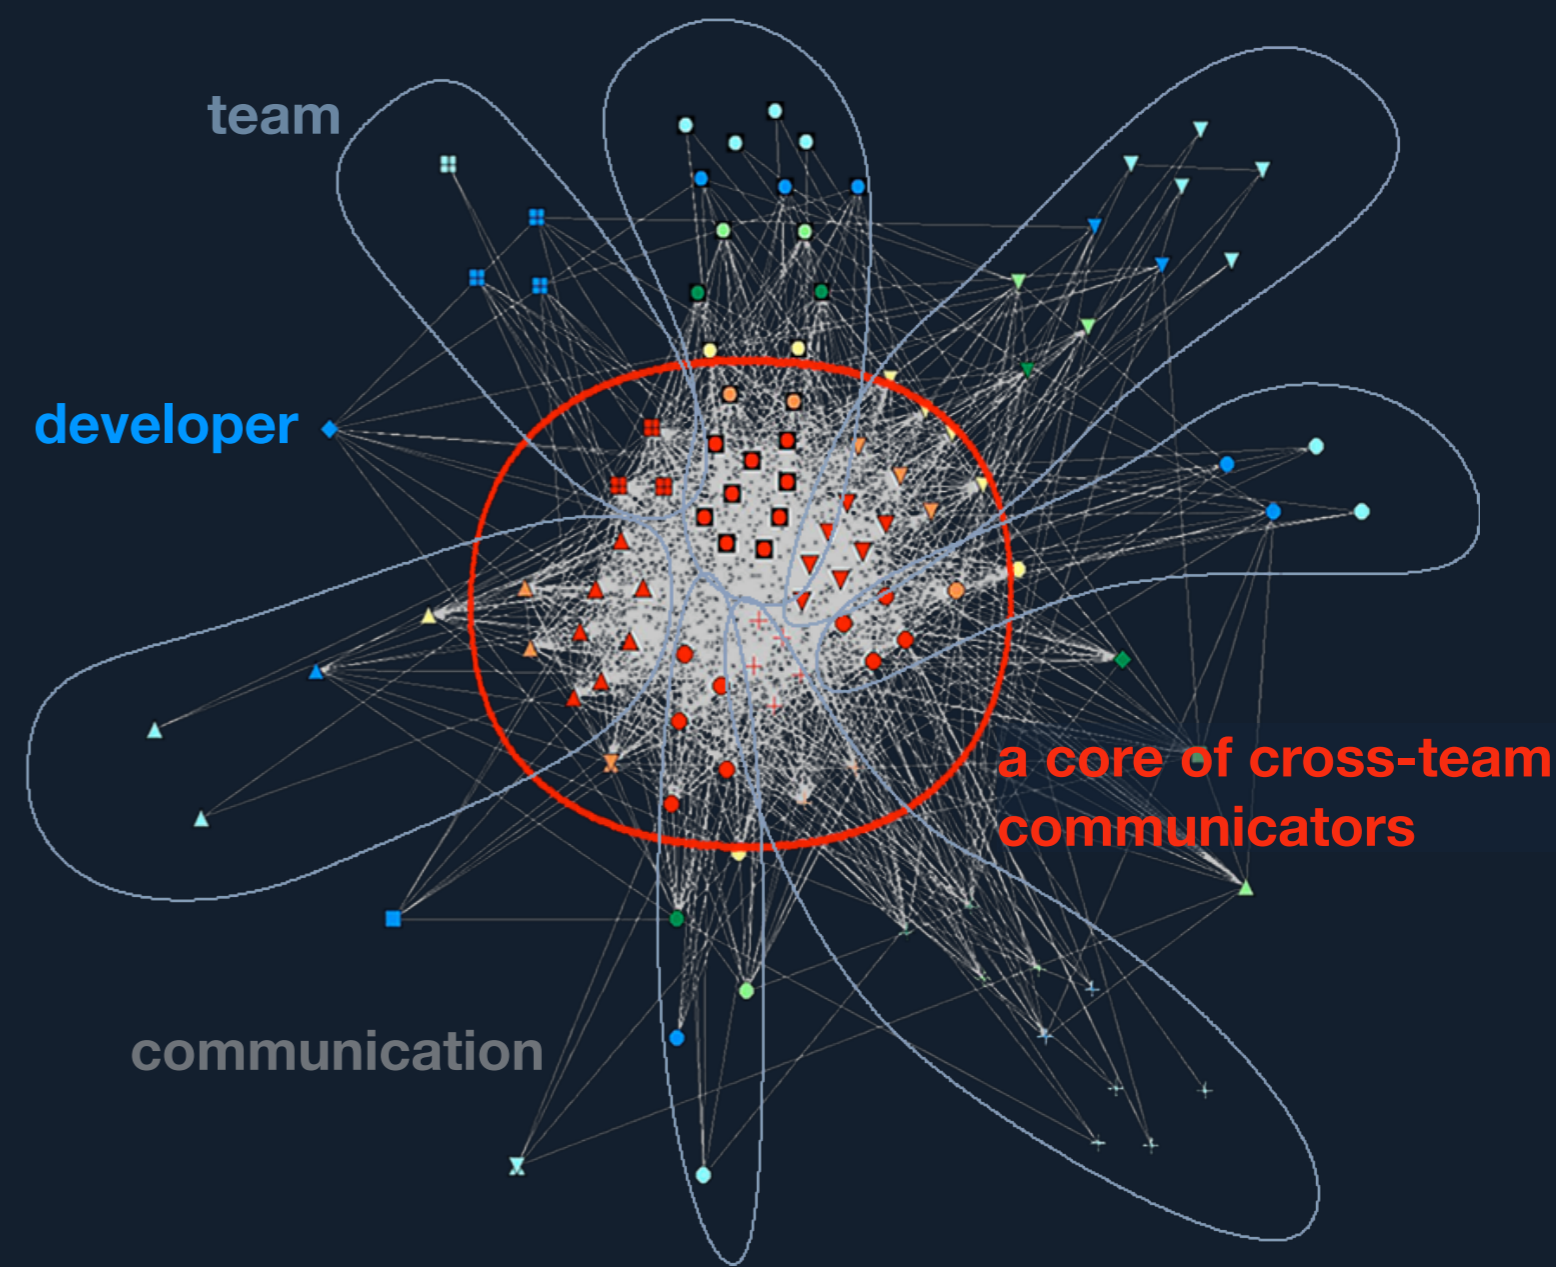 team
developer
a core of cross-team
communicators
communication